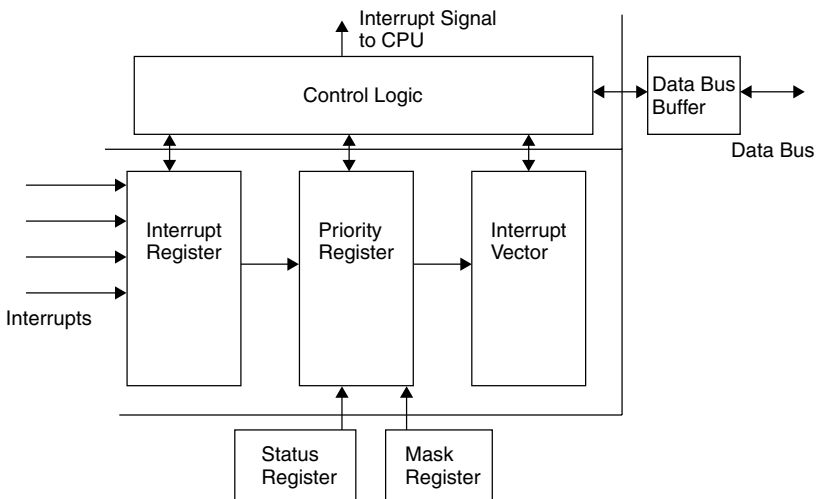 Interrupt Signal
to CPU
Control Logic
Data Bus
Buffer
Data Bus
Interrupt
Register
Priority
Register
Interrupt
Vector
Interrupts
Status
Register
Mask
Register